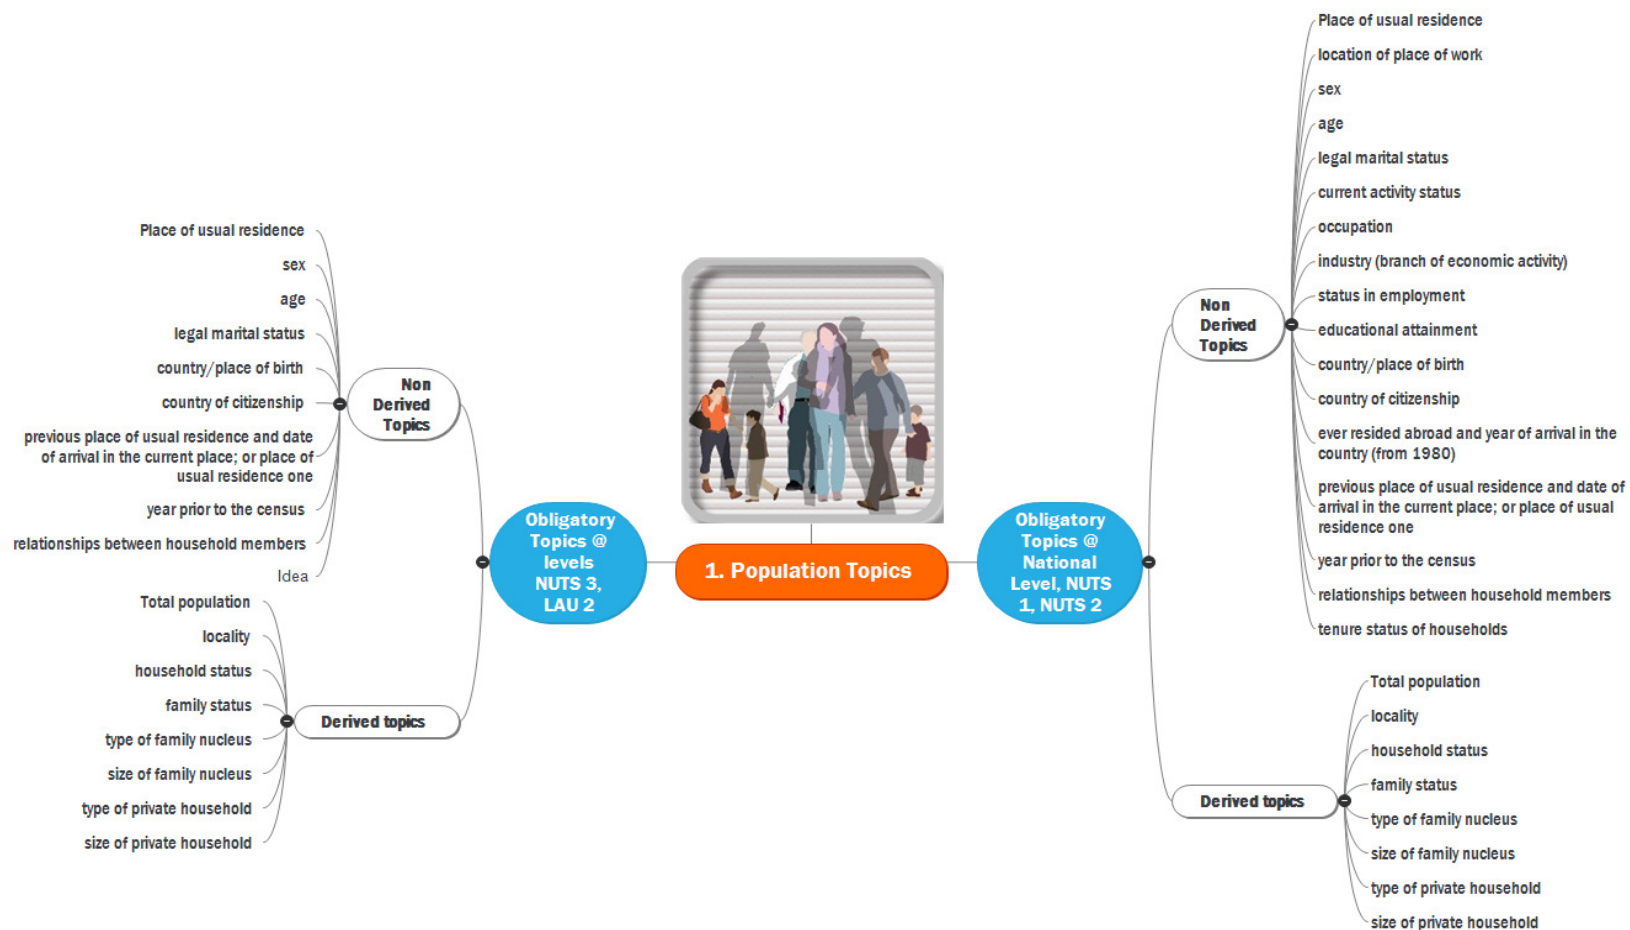 1. Population Topics
Obligatory
Topics @
levels
NUTS 3,
LAU 2
Non
Derived
Topics
Place of usual residence
sex
age
legal marital status
country/place of birth
country of citizenship
previous place of usual residence and date
of arrival in the current place; or place of
usual residence one
year prior to the census
relationships between household members
Idea
Derived topics
Total population
locality
household status
family status
type of family nucleus
size of family nucleus
type of private household
size of private household
Obligatory
Topics @
National
Level, NUTS
1, NUTS 2
Non
Derived
Topics
Place of usual residence
location of place of work
sex
age
legal marital status
current activity status
occupation
industry (branch of economic activity)
status in employment
educational attainment
country/place of birth
country of citizenship
ever resided abroad and year of arrival in the
country (from 1980)
previous place of usual residence and date of
arrival in the current place; or place of usual
residence one
year prior to the census
relationships between household members
tenure status of households
Derived topics
Total population
locality
household status
family status
type of family nucleus
size of family nucleus
type of private household
size of private household